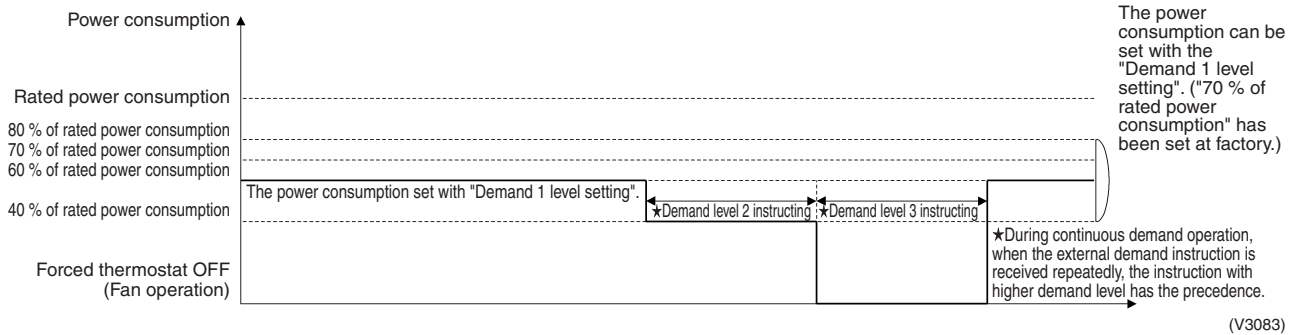 Power consumption
The power
consumption can be
set with the
"Demand 1 level
setting". ("70 % of
rated power
consumption" has
been set at factory.)
Rated power consumption
80 % of rated power consumption
70 % of rated power consumption
60 % of rated power consumption
The power consumption set with "Demand 1 level setting".
40 % of rated power consumption
★Demand level 2 instructing
★Demand level 3 instructing
★During continuous demand operation,
when the external demand instruction is
received repeatedly, the instruction with
higher demand level has the precedence.
Forced thermostat OFF
(Fan operation)
(V3083)